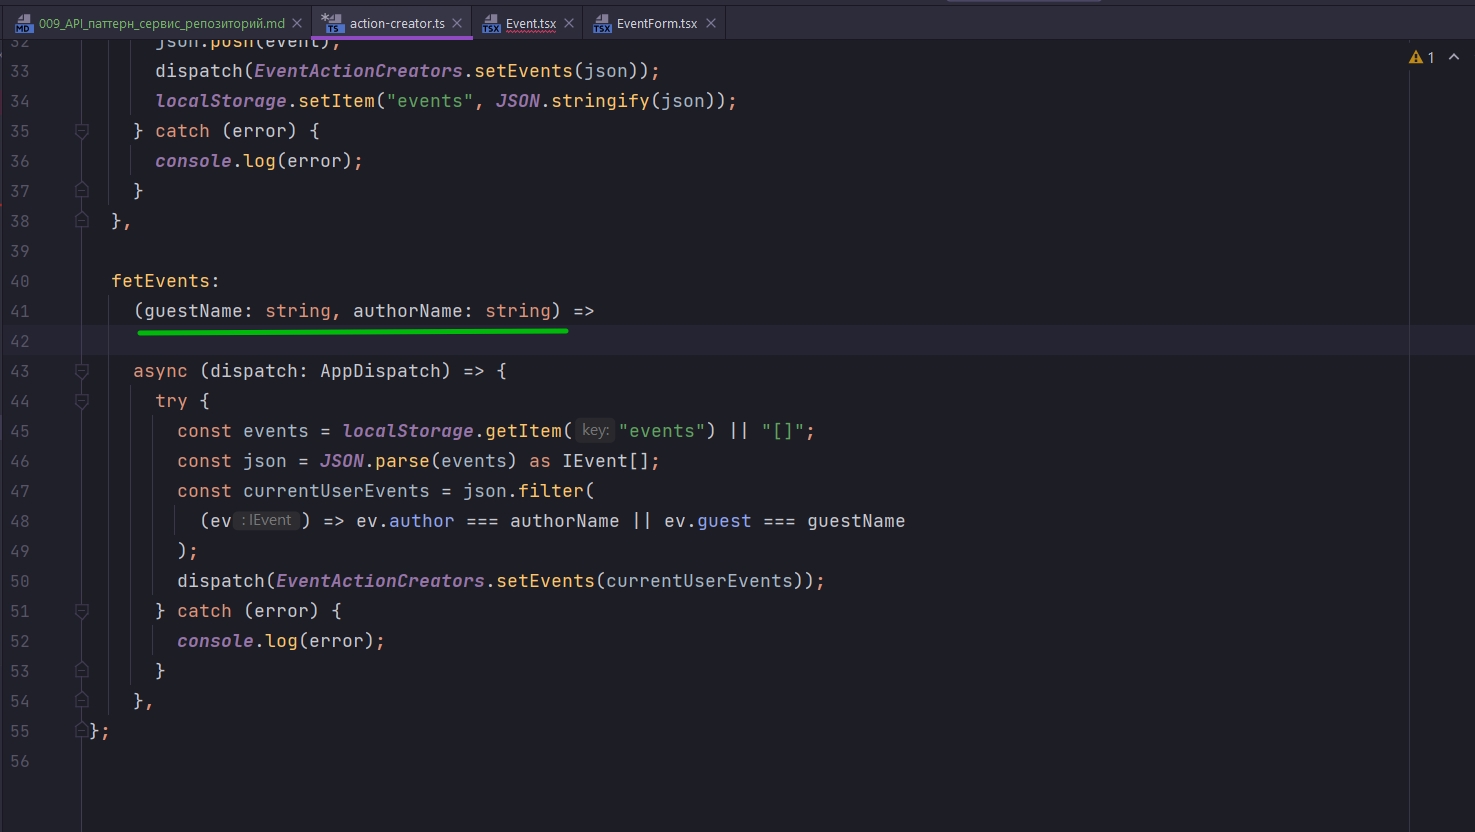 009_API_паттерн_сервис_репозиторий.md
action-creator.ts
Event.tsx
EventForm.tsx
32 json.push(event);
33 dispatch(EventActionCreators.setEvents(json));
34 localStorage.setItem("events", JSON.stringify(json));
35 } catch (error) {
36 console.log(error);
37 }
38 },
39
40 fetEvents:
41 (guestName: string, authorName: string) =>
42
43 async (dispatch: AppDispatch) => {
44 try {
45 const events = localStorage.getItem( key: "events") || "[]";
46 const json = JSON.parse(events) as IEvent[];
47 const currentUserEvents = json.filter(
48 (ev : IEvent ) => ev.author === authorName || ev.guest === guestName
49 );
50 dispatch(EventActionCreators.setEvents(currentUserEvents));
51 } catch (error) {
52 console.log(error);
53 }
54 },
55 };
56
1
MD
TS
TSX
TSX